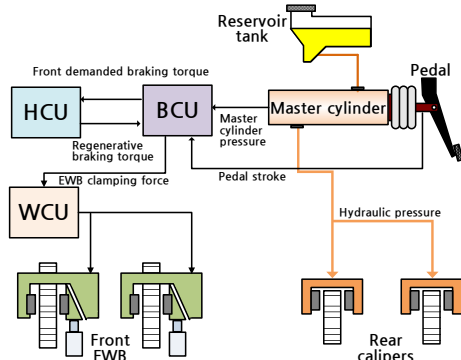 Reservoir
tank
Pedal
Front demanded braking torque
HCU
BCU
Master cylinder
Master
cylinder
pressure
Regenerative
braking torque
EWB clamping force
Pedal stroke
WCU
Hydraulic pressure
Front
EWB
Rear
calipers